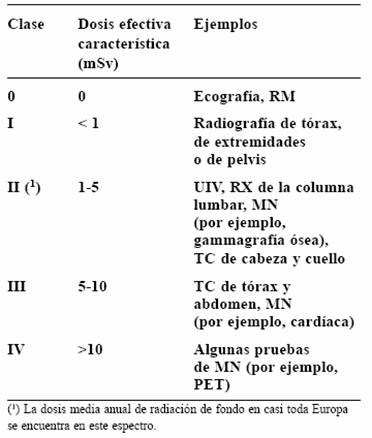 Clase Dosis efectiva Ejemplos
característica
(mSv)
0 0 Ecografía, RM
I < 1 Radiografía de tórax,
de extremidades
o de pelvis
II (¹) 1-5 UIV, RX de la columna
lumbar, MN
(por ejemplo,
gammagrafía ósea),
TC de cabeza y cuello
III 5-10 TC de tórax y
abdomen, MN
(por ejemplo, cardíaca)
IV >10 Algunas pruebas
de MN (por ejemplo,
PET)
(¹) La dosis media anual de radiación de fondo en casi toda Europa
se encuentra en este espectro.